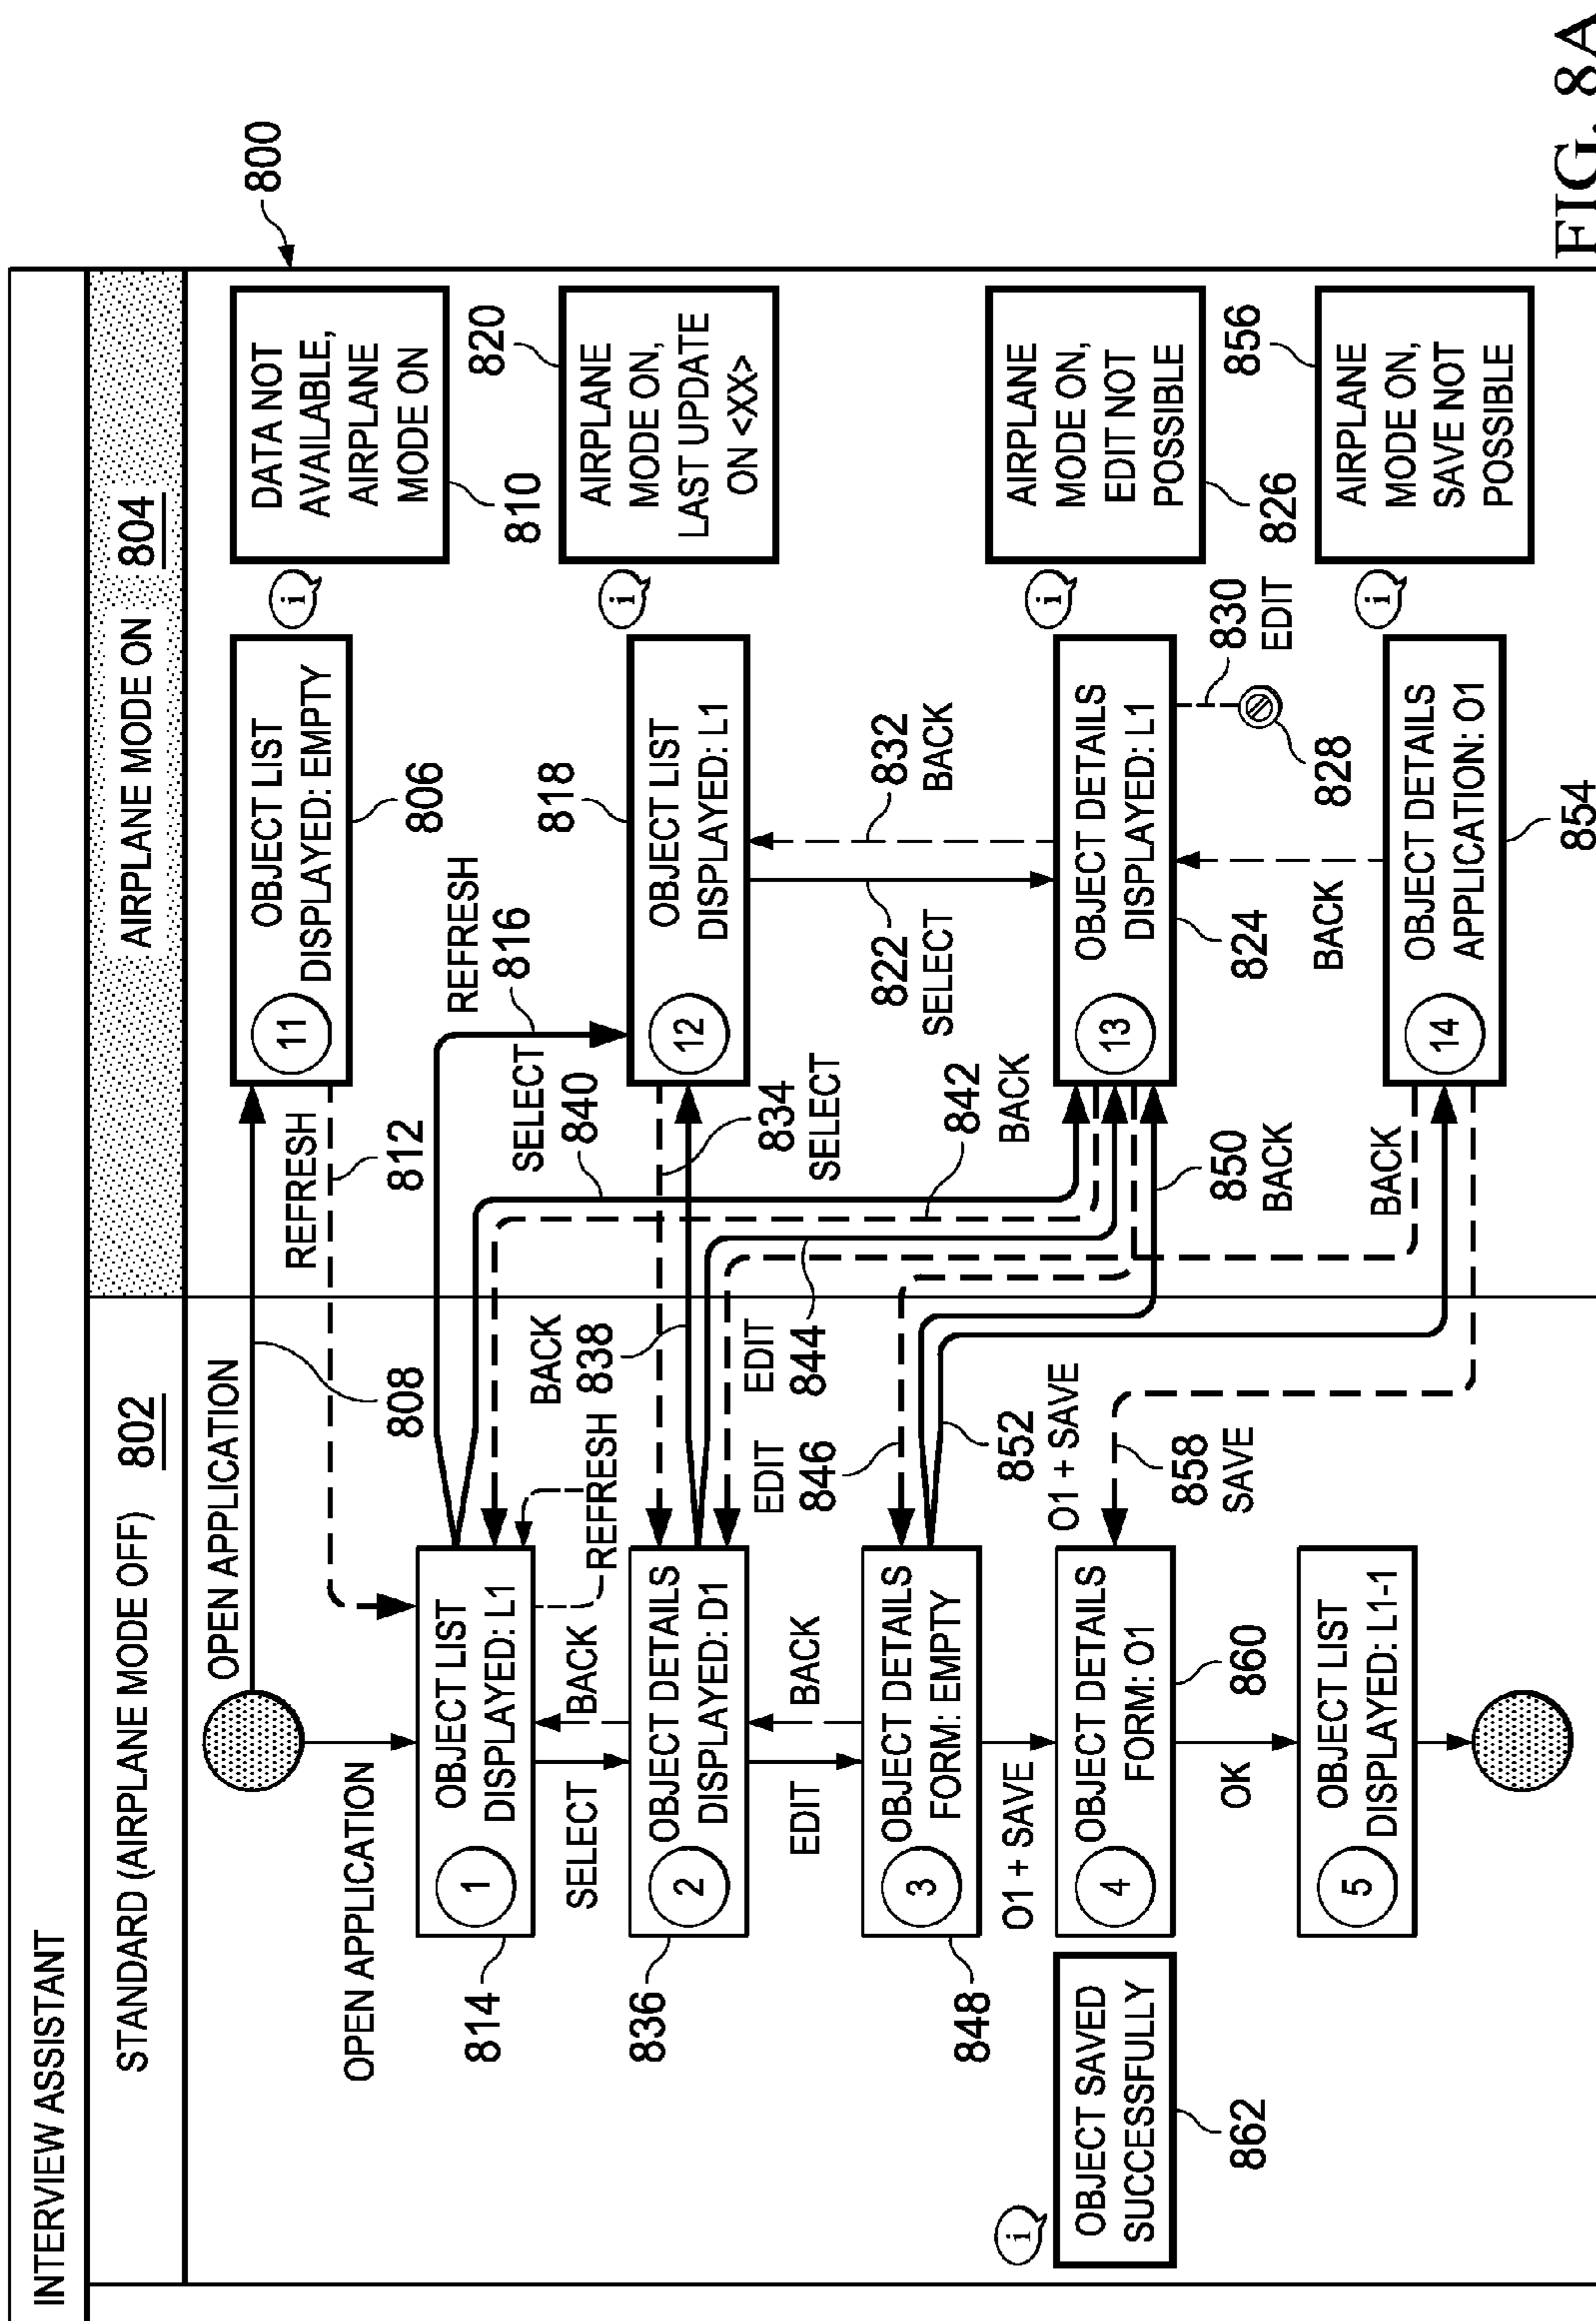 INTERVIEW ASSISTANT
STANDARD (AIRPLANE MODE OFF) 802
AIRPLANE MODE ON 804
800
OPEN APPLICATION
808
OPEN APPLICATION
REFRESH
812
11
OBJECT LIST
DISPLAYED: EMPTY
806
i
DATA NOT
AVAILABLE,
AIRPLANE
MODE ON
810
814
1
OBJECT LIST
DISPLAYED: L1
SELECT
BACK
REFRESH
BACK
838
SELECT
840
REFRESH
816
818
12
OBJECT LIST
DISPLAYED: L1
i
820
AIRPLANE
MODE ON,
LAST UPDATE
ON <XX>
834
SELECT
836
2
OBJECT DETAILS
DISPLAYED: D1
EDIT
BACK
EDIT
844
EDIT
846
842
BACK
822
SELECT
832
BACK
848
3
OBJECT DETAILS
FORM: EMPTY
852
O1 + SAVE
O1 + SAVE
850
BACK
13
OBJECT DETAILS
DISPLAYED: L1
824
828
830
EDIT
i
AIRPLANE
MODE ON,
EDIT NOT
POSSIBLE
826
i
OBJECT SAVED
SUCCESSFULLY
862
4
OBJECT DETAILS
FORM: O1
860
OK
858
SAVE
BACK
BACK
14
OBJECT DETAILS
APPLICATION: O1
854
i
856
AIRPLANE
MODE ON,
SAVE NOT
POSSIBLE
5
OBJECT LIST
DISPLAYED: L1-1
FIG. 8A